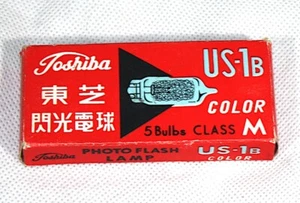 Toshiba
US-1B
東芝
COLOR
閃光電球
5 Bulbs CLASS M
Toshiba PHOTO FLASH LAMP US-1B COLOR